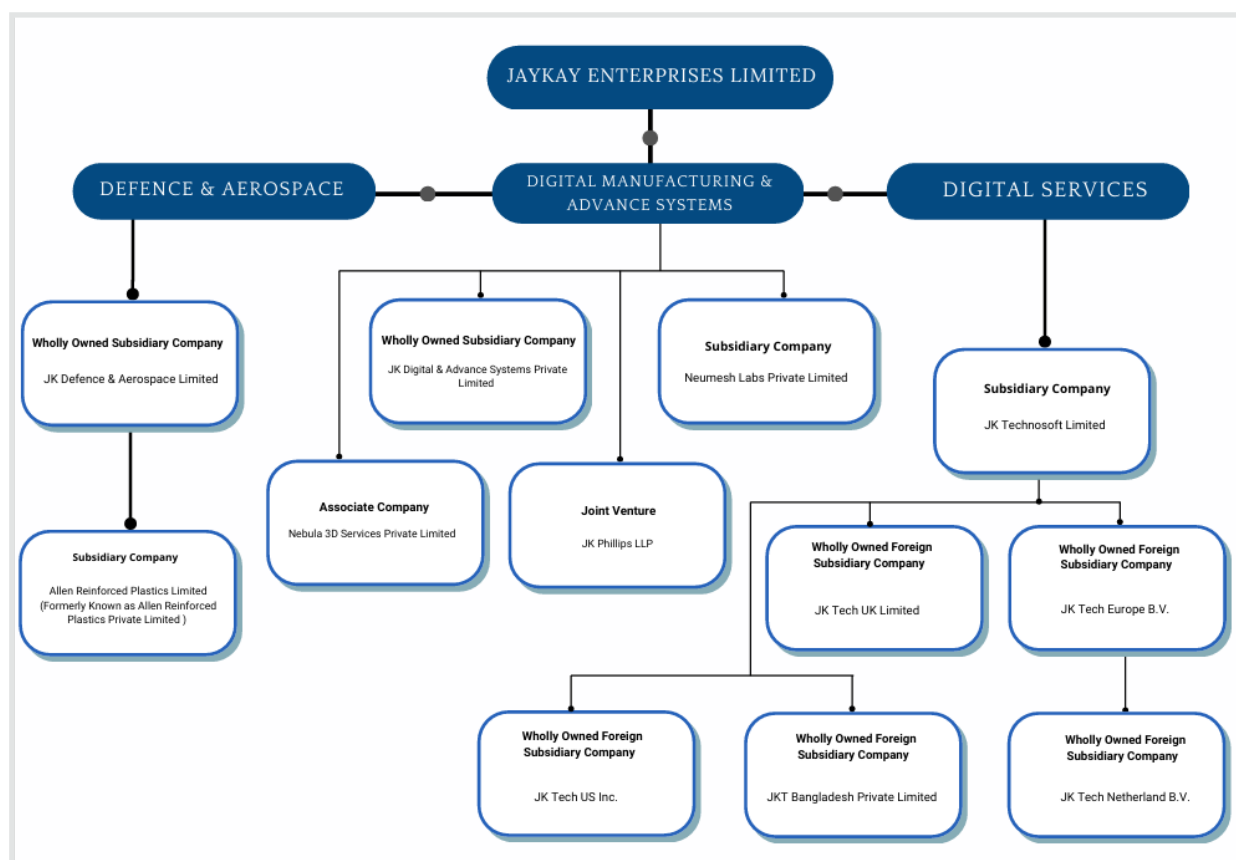 JAYKAY ENTERPRISES LIMITED
DEFENCE & AEROSPACE
DIGITAL MANUFACTURING &
ADVANCE SYSTEMS
DIGITAL SERVICES
Wholly Owned Subsidiary Company
JK Defence & Aerospace Limited
Wholly Owned Subsidiary Company
JK Digital & Advance Systems Private
Limited
Subsidiary Company
Neumesh Labs Private Limited
Subsidiary Company
JK Technosoft Limited
Associate Company
Nebula 3D Services Private Limited
Joint Venture
JK Phillips LLP
Subsidiary Company
Allen Reinforced Plastics Limited
(Formerly Known as Allen Reinforced
Plastics Private Limited )
Wholly Owned Foreign
Subsidiary Company
JK Tech UK Limited
Wholly Owned Foreign
Subsidiary Company
JK Tech Europe B.V.
Wholly Owned Foreign
Subsidiary Company
JK Tech US Inc.
Wholly Owned Foreign
Subsidiary Company
JKT Bangladesh Private Limited
Wholly Owned Foreign
Subsidiary Company
JK Tech Netherland B.V.